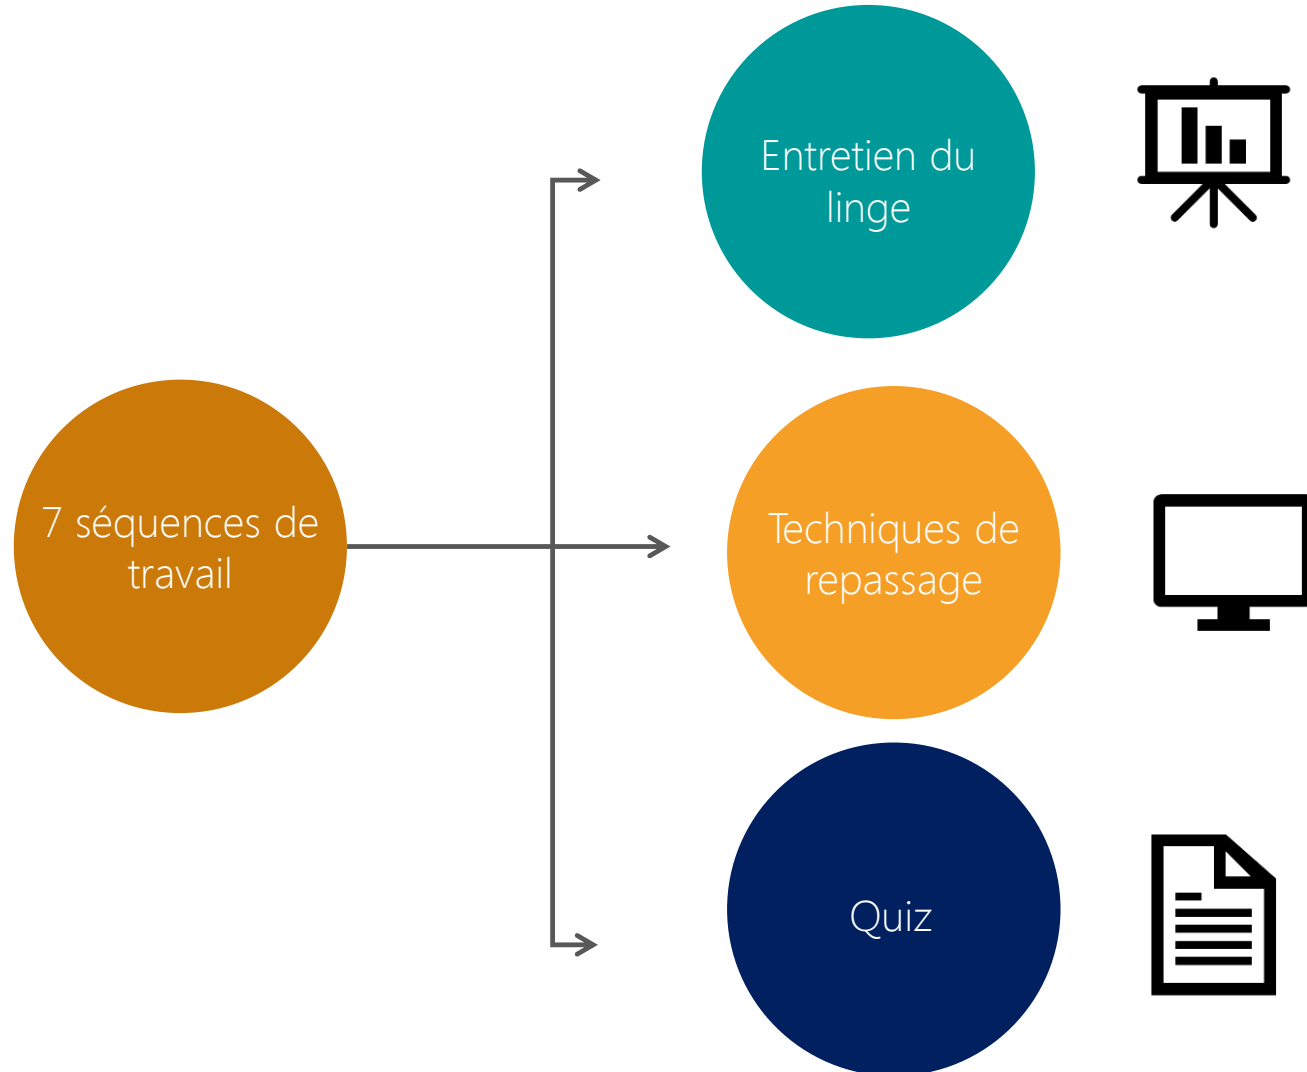 Entretien du
linge
7 séquences de
travail
Techniques de
repassage
Quiz